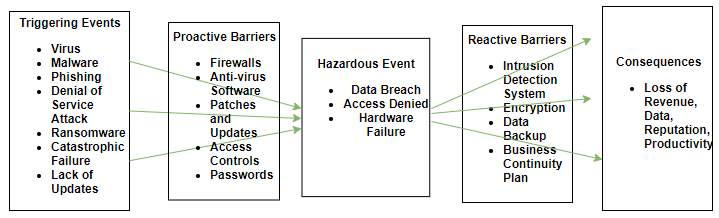 Triggering Events
Virus
Malware
Phishing
Denial of
Service
Attack
Ransomware
Catastrophic
Failure
Lack of
Updates
Proactive Barriers
Firewalls
Anti-virus
Software
Patches
and
Updates
Access
Controls
Passwords
Hazardous Event
Data Breach
Access Denied
Hardware
Failure
Reactive Barriers
Intrusion
Detection
System
Encryption
Data
Backup
Business
Continuity
Plan
Consequences
Loss of
Revenue,
Data,
Reputation,
Productivity